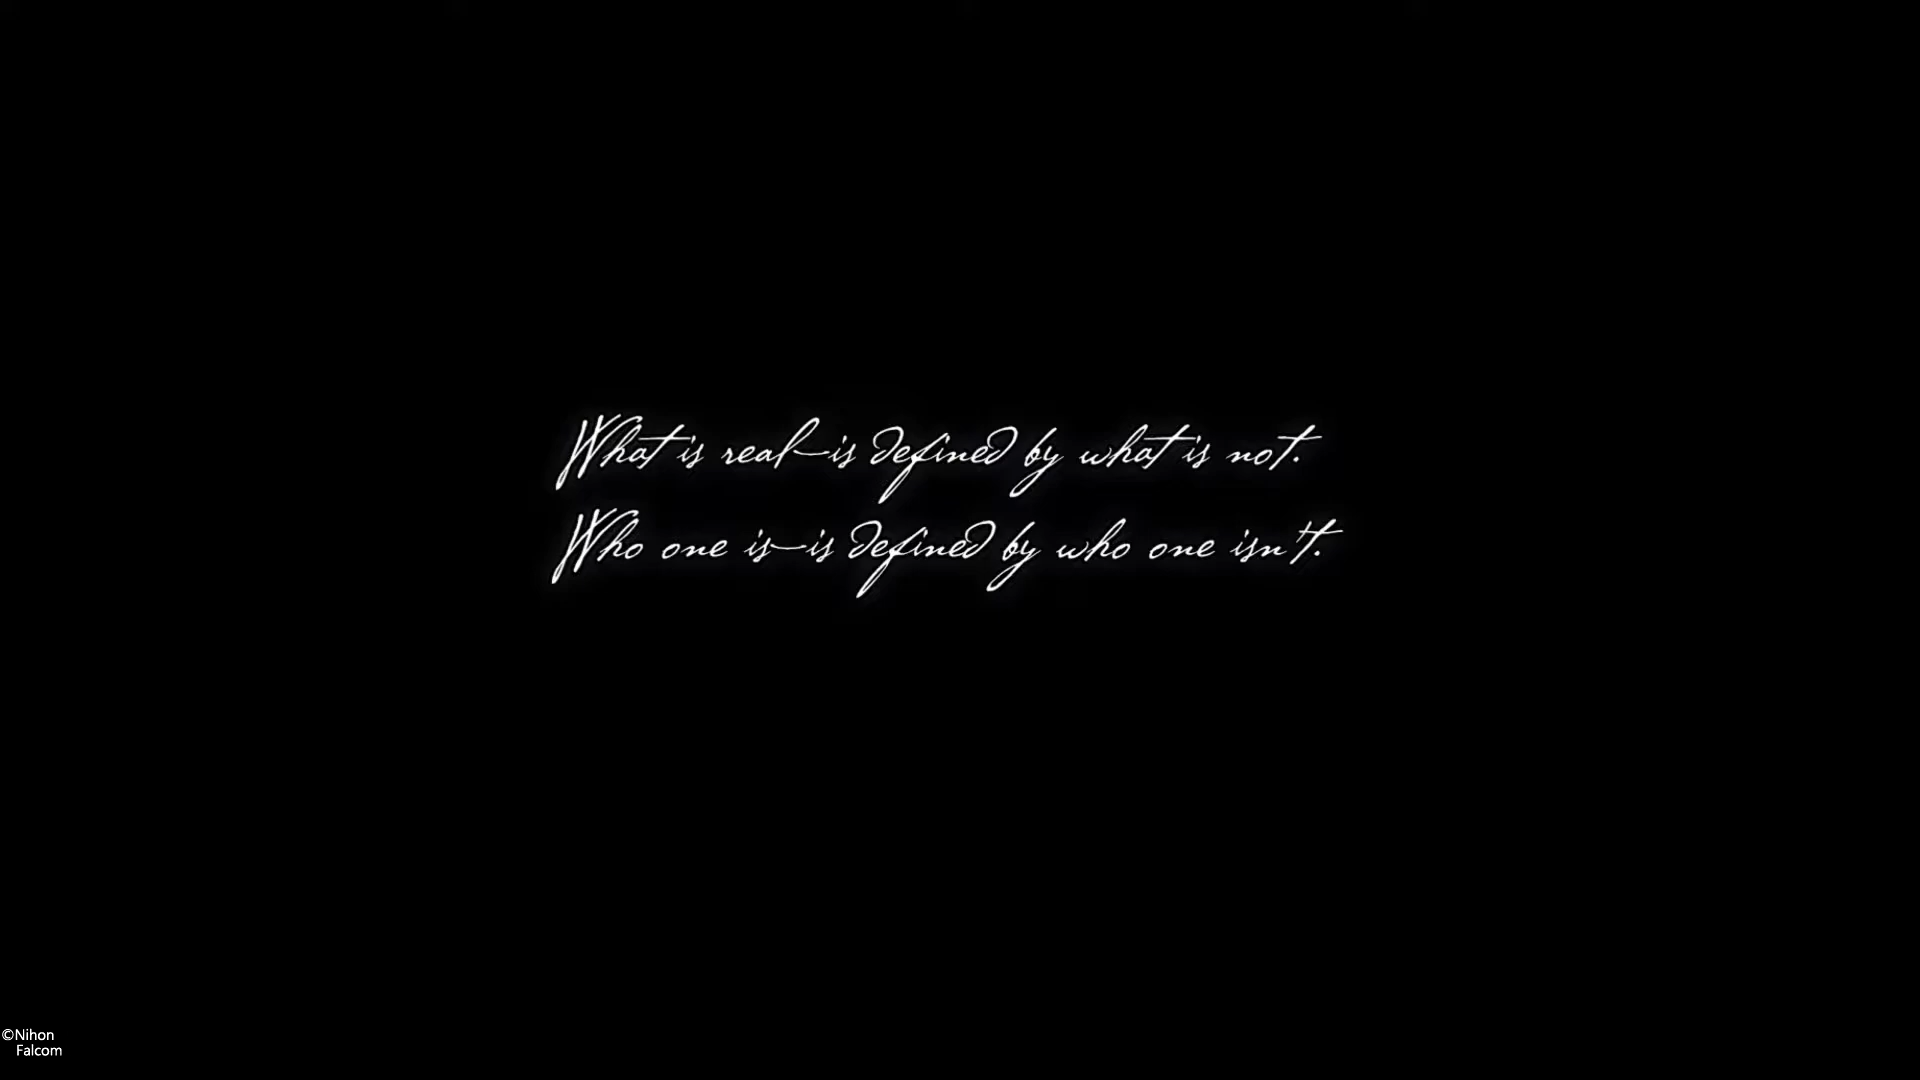 What is real—is defined by what is not.
Who one is—is defined by who one isn't.
©Nihon
Falcom